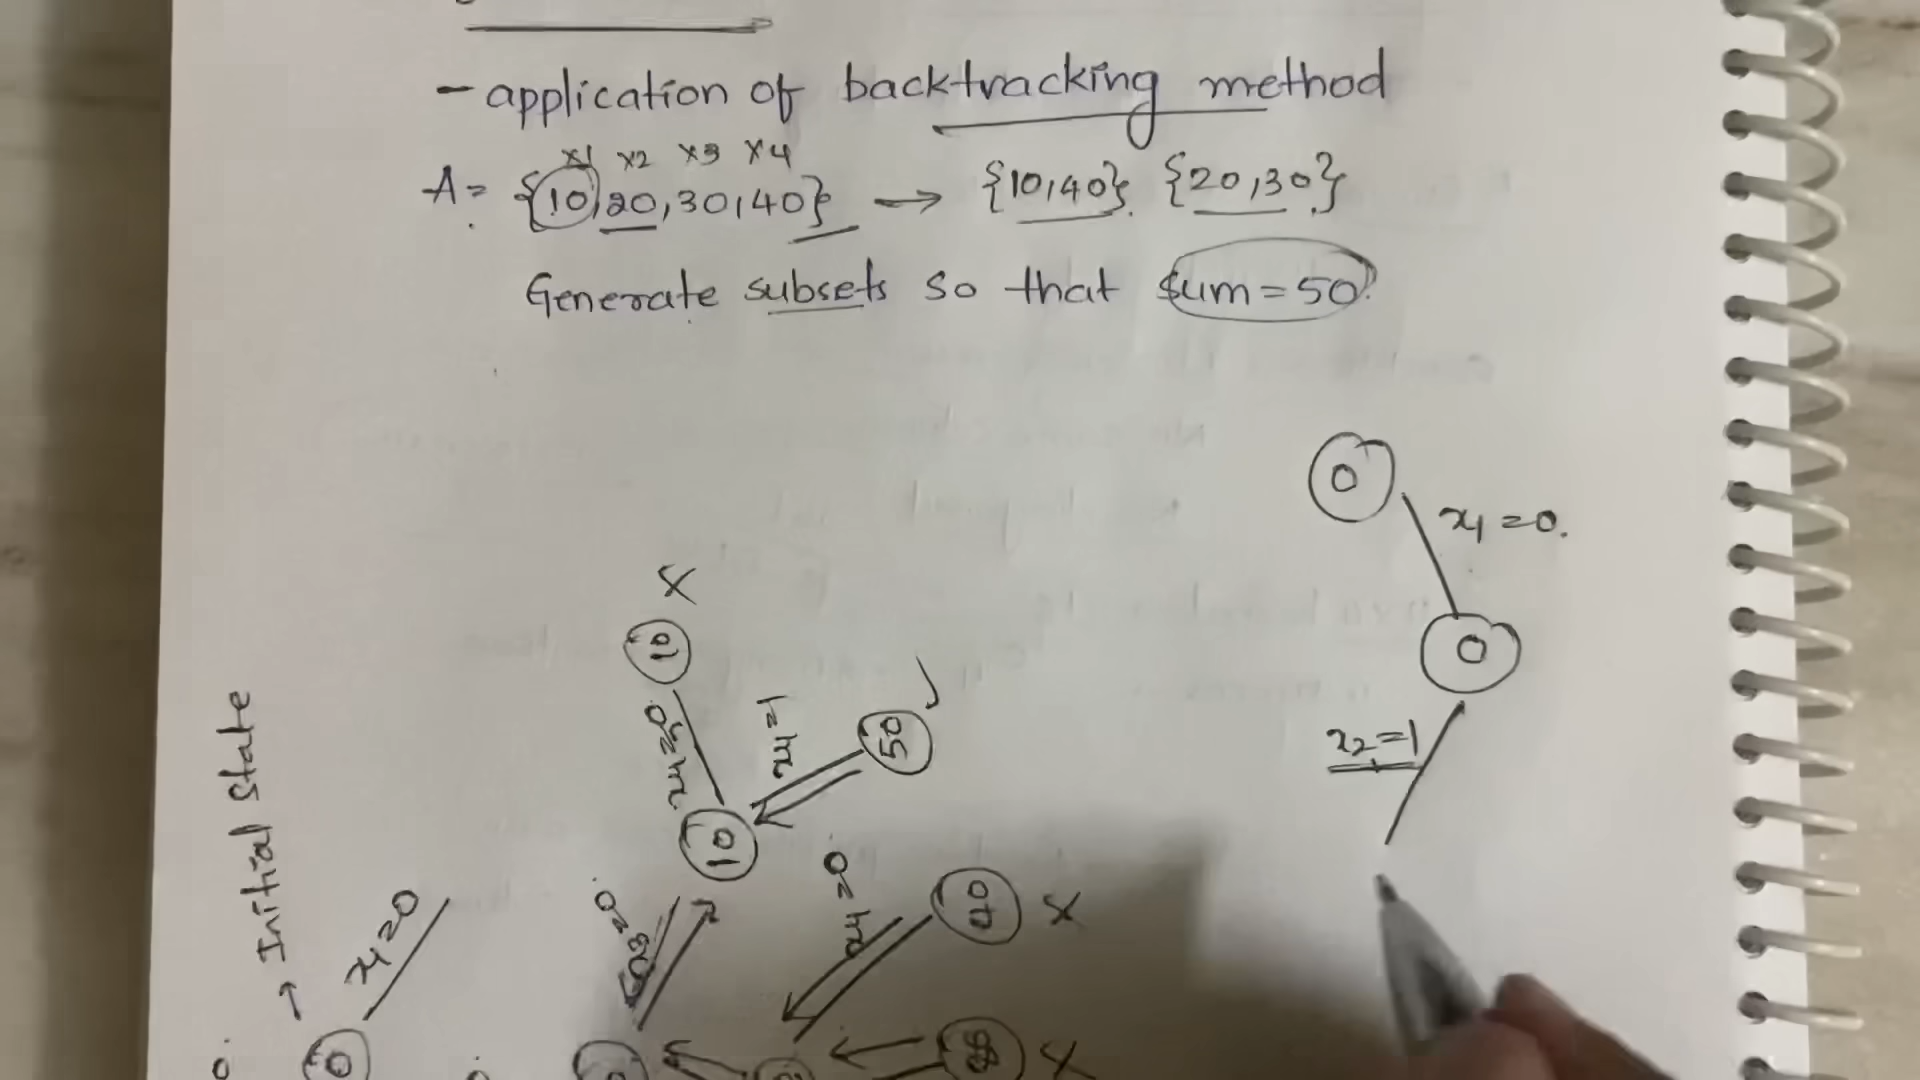 - application of backtracking method
x1 x2 x3 x4
A = {10,20,30,40} → {10,40} {20,30}
Generate subsets so that sum=50.
0
x1=0.
0
x2=1
x
10
x4=0
x4=1
50 ✓
10
→ Initial state
x1=0
0
x3=0.
x4=0.
40 x
x